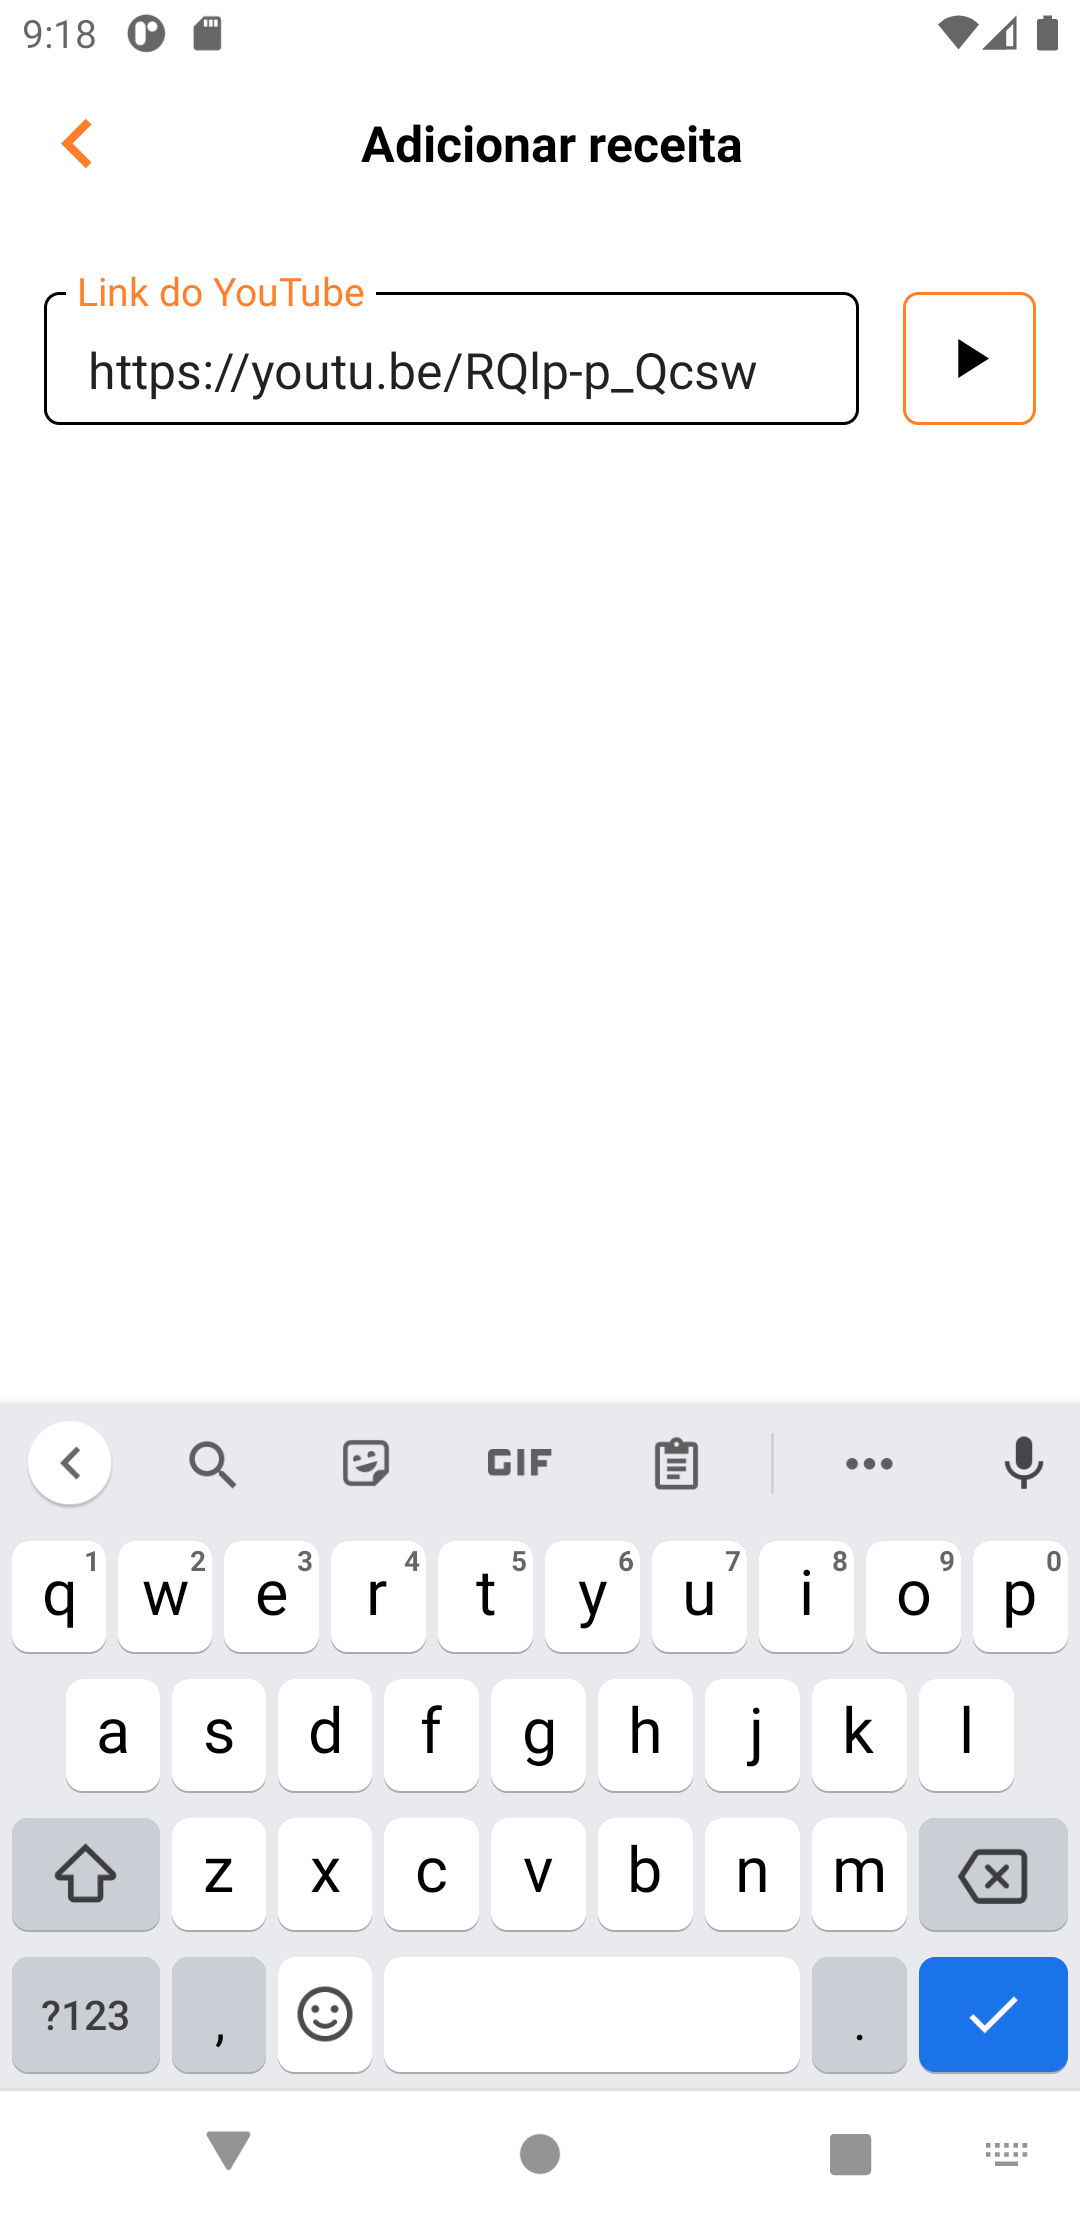 9:18
Adicionar receita
Link do YouTube
https://youtu.be/RQlp-p_Qcsw
GIF
q 1 w 2 e 3 r 4 t 5 y 6 u 7 i 8 o 9 p 0
a s d f g h j k l
z x c v b n m
?123 , .